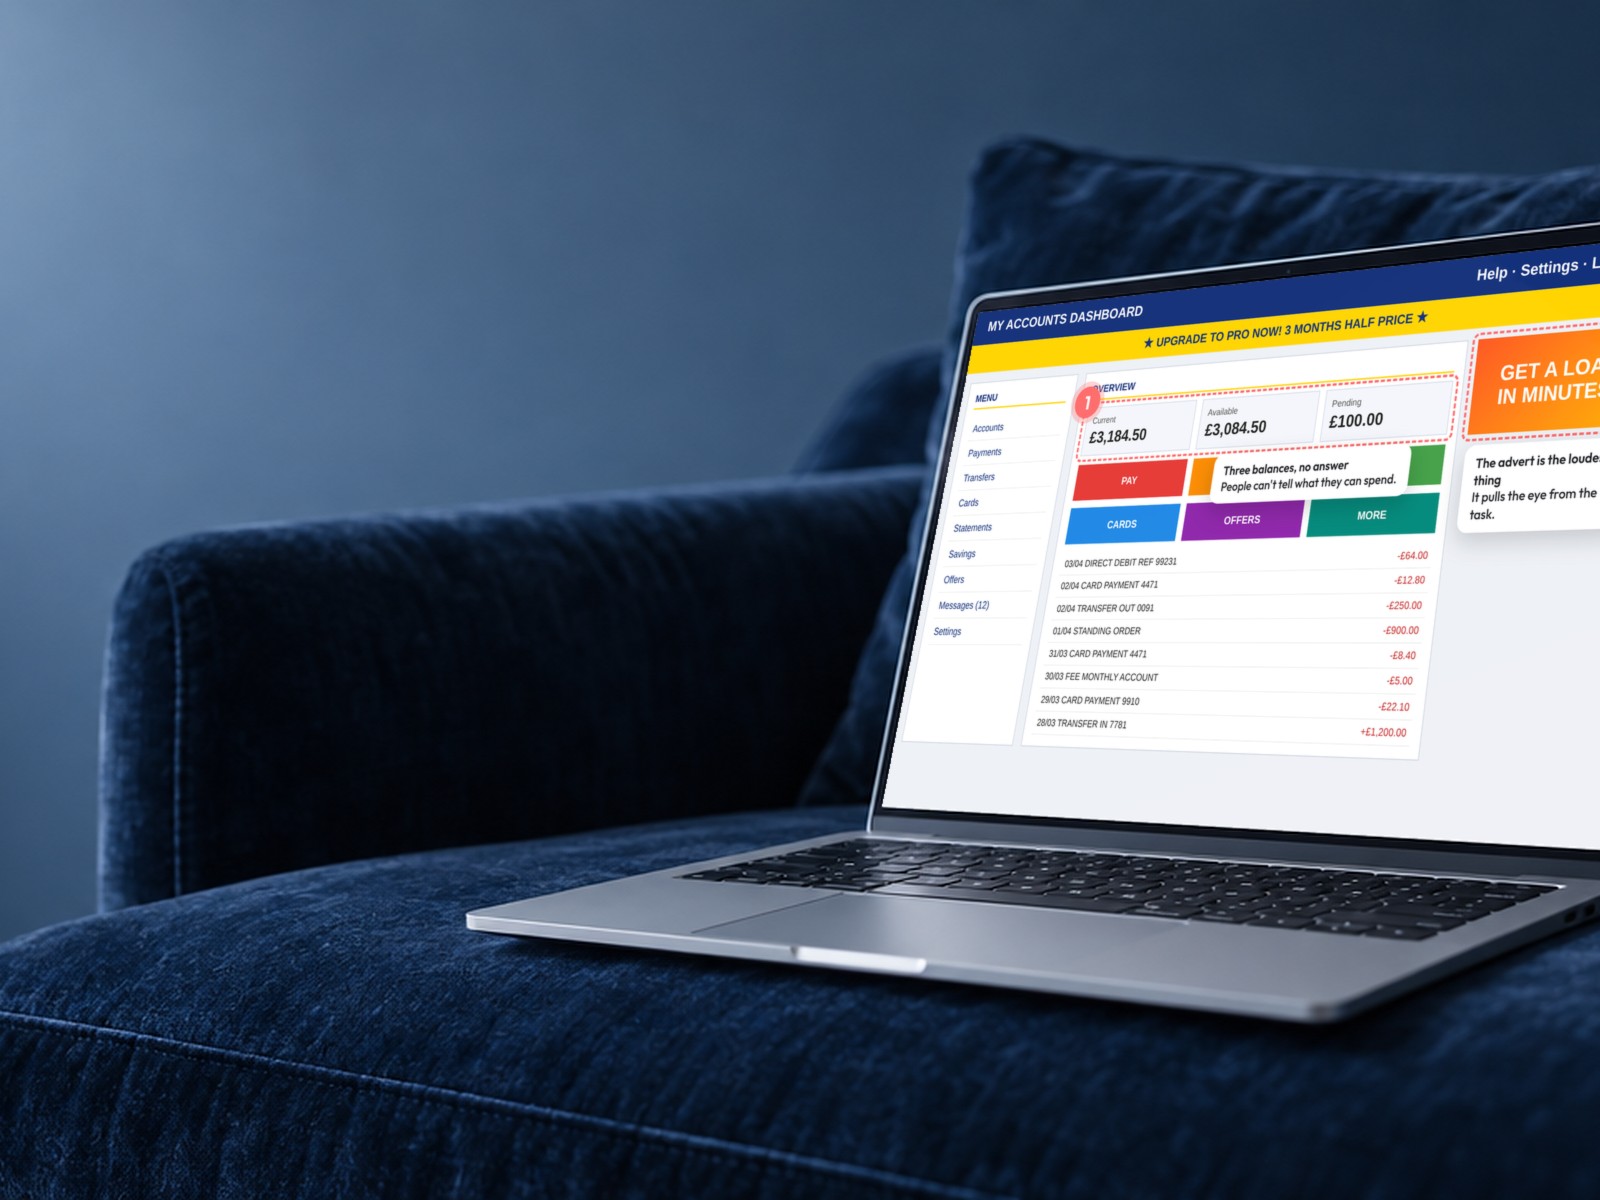 Help · Settings ·
MY ACCOUNTS DASHBOARD
★ UPGRADE TO PRO NOW! 3 MONTHS HALF PRICE ★
MENU
Accounts
Payments
Transfers
Cards
Statements
Savings
Offers
Messages (12)
Settings
OVERVIEW
1
Current
£3,184.50
Available
£3,084.50
Pending
£100.00
PAY
Three balances, no answer
People can't tell what they can spend.
CARDS
OFFERS
MORE
03/04 DIRECT DEBIT REF 99231 -£64.00
02/04 CARD PAYMENT 4471 -£12.80
02/04 TRANSFER OUT 0091 -£250.00
01/04 STANDING ORDER -£900.00
31/03 CARD PAYMENT 4471 -£8.40
30/03 FEE MONTHLY ACCOUNT -£5.00
29/03 CARD PAYMENT 9910 -£22.10
28/03 TRANSFER IN 7781 +£1,200.00
GET A LOA
IN MINUTES
The advert is the loudes
thing
It pulls the eye from the
task.